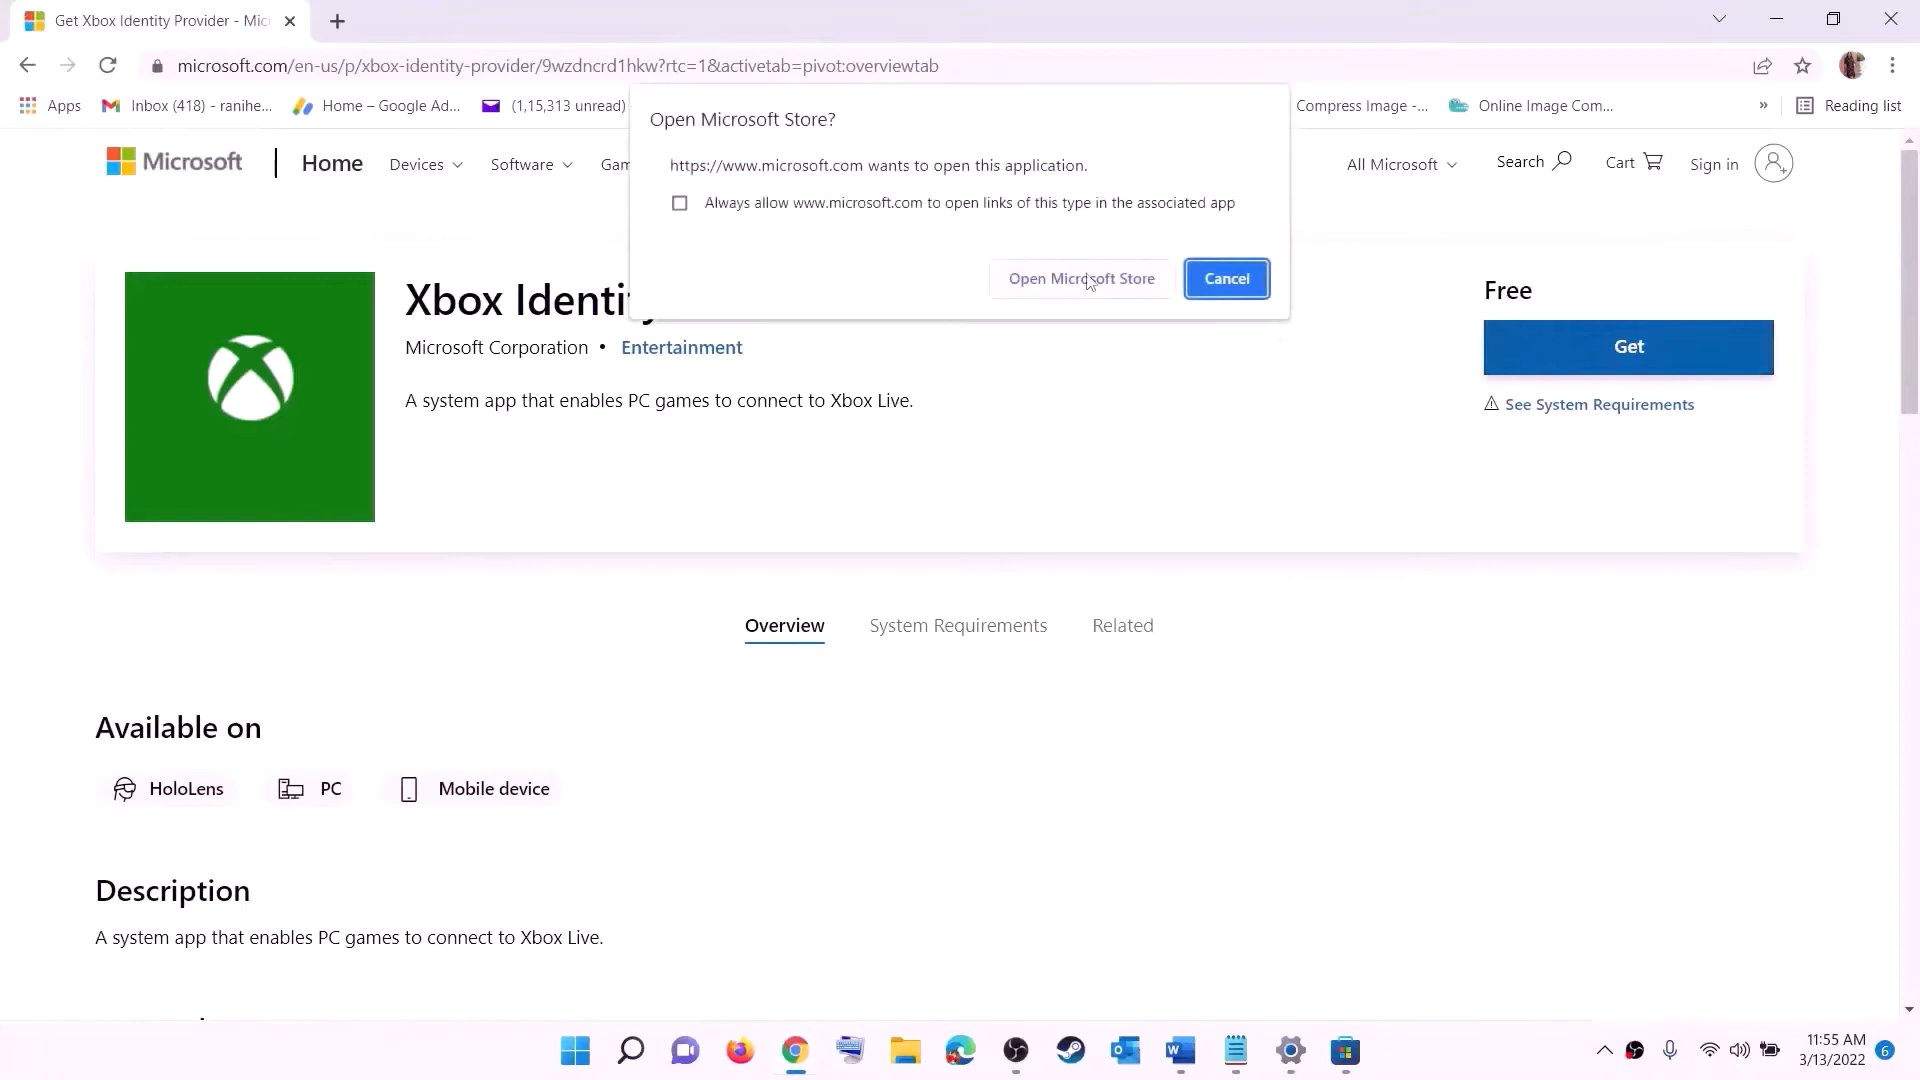 Get Xbox Identity Provider - Mic
microsoft.com/en-us/p/xbox-identity-provider/9wzdncrd1hkw?rtc=1&activetab=pivot:overviewtab
Apps
Inbox (418) - ranihe...
Home – Google Ad...
(1,15,313 unread)
Compress Image -...
Online Image Com...
»
Reading list
Open Microsoft Store?
https://www.microsoft.com wants to open this application.
Always allow www.microsoft.com to open links of this type in the associated app
Open Microsoft Store
Cancel
Microsoft
Home
Devices
Software
Gam
All Microsoft
Search
Cart
Sign in
Xbox Identity
Microsoft Corporation • Entertainment
A system app that enables PC games to connect to Xbox Live.
Free
Get
See System Requirements
Overview
System Requirements
Related
Available on
HoloLens
PC
Mobile device
Description
A system app that enables PC games to connect to Xbox Live.
11:55 AM
3/13/2022
6